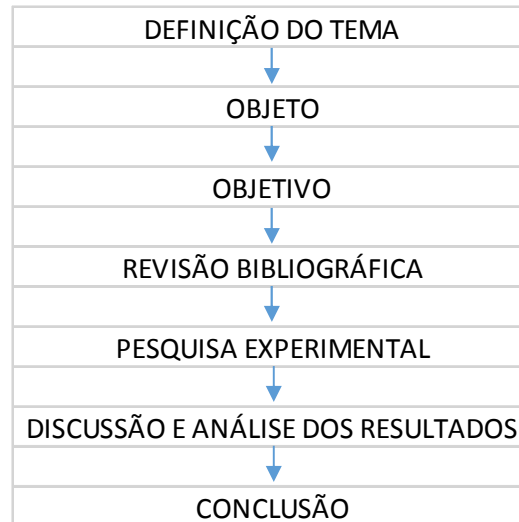 DEFINIÇÃO DO TEMA
OBJETO
OBJETIVO
REVISÃO BIBLIOGRÁFICA
PESQUISA EXPERIMENTAL
DISCUSSÃO E ANÁLISE DOS RESULTADOS
CONCLUSÃO